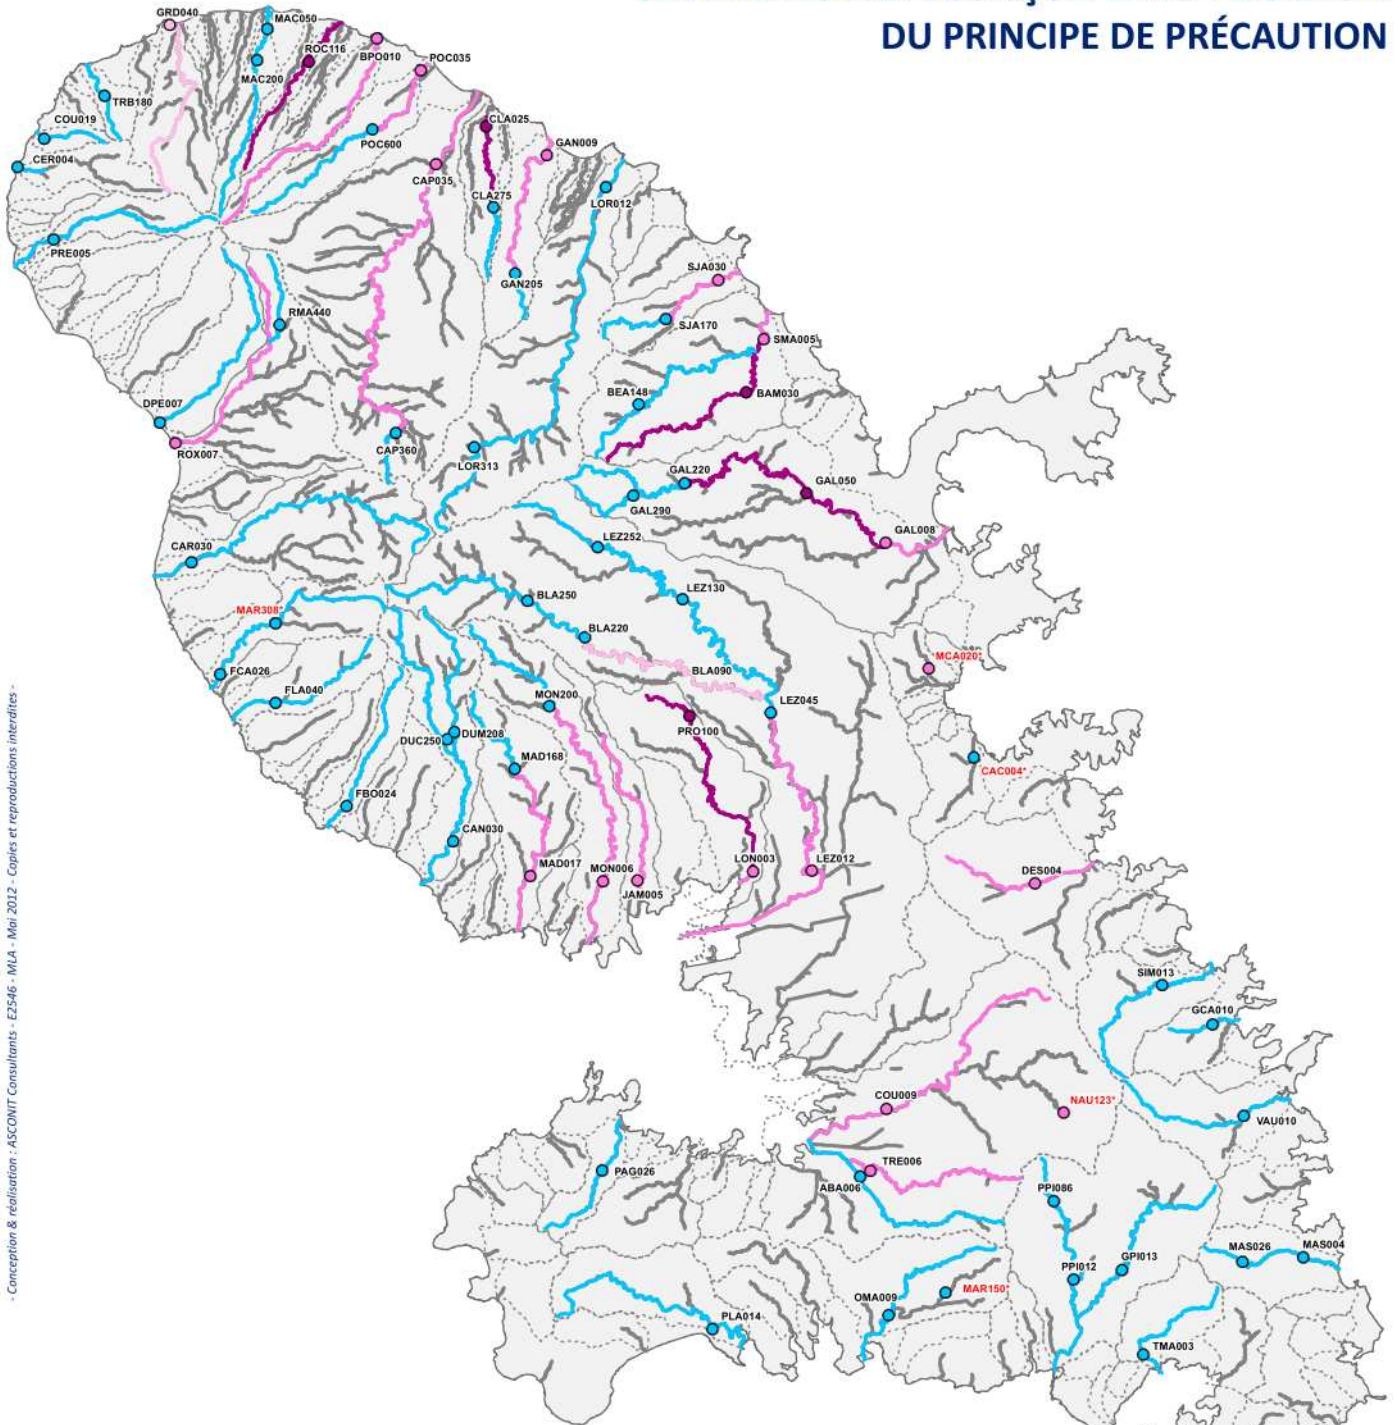 DU PRINCIPE DE PRÉCAUTION
GRD040
MAC050
ROC116
BPO010
POC035
MAC200
TRB180
COU019
CLA025
POC600
GAN009
CER004
CAP035
CLA275
LOR012
PRE005
SJA030
GAN205
RMA440
SJA170
SMA005
BEA148
BAM030
DPE007
ROX007
CAP360
LOR313
GAL220
GAL050
GAL290
GAL008
LEZ252
CAR030
LEZ130
BLA250
MAR308*
BLA220
MCA020*
BLA090
FCA026
FLA040
MON200
LEZ045
PRO100
DUM208
DUC250
MAD168
CAC004*
FBO024
CAN030
LON003
LEZ012
MAD017
MON006
DES004
JAM005
SIM013
GCA010
COU009
NAU123*
VAU010
TRE006
PAG026
ABA006
PPI086
MAS026
MAS004
GPI013
PPI012
MAR150*
OMA009
PLA014
TMA003
- Conception & réalisation : ASCONIT Consultants - E2546 - MLA - Mai 2012 - Copies et reproductions interdites -